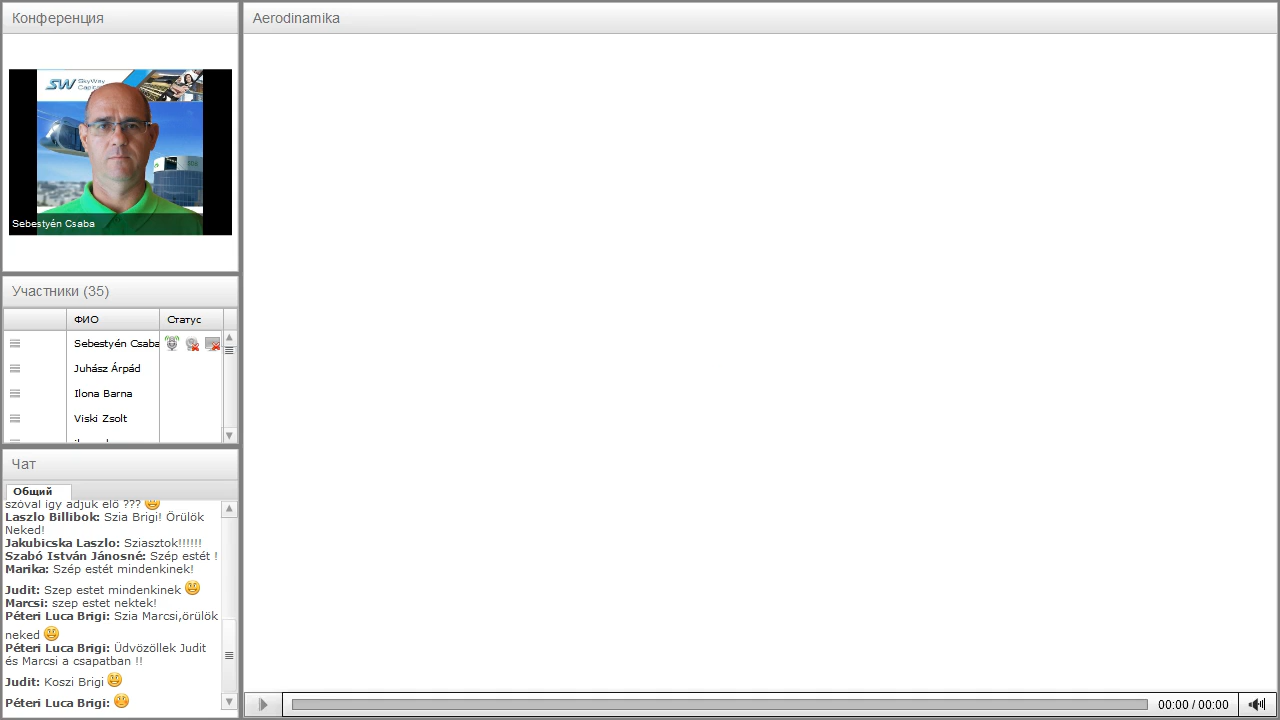 Конференция
SW SkyWay
Sebestyén Csaba
Участники (35)
ФИО Статус
Sebestyén Csaba
Juhász Árpád
Ilona Barna
Viski Zsolt
Чат
Общий
szóval így adjuk elő ???
Laszlo Billibok: Szia Brigi! Örülök
Neked!
Jakubicska Laszlo: Sziasztok!!!!!!
Szabó István Jánosné: Szép estét !
Marika: Szép estét mindenkinek!
Judit: Szep estet mindenkinek
Marcsi: szep estet nektek!
Péteri Luca Brigi: Szia Marcsi,örülök
neked
Péteri Luca Brigi: Üdvözöllek Judit
és Marcsi a csapatban !!
Judit: Koszi Brigi
Péteri Luca Brigi:
Aerodinamika
00:00 / 00:00